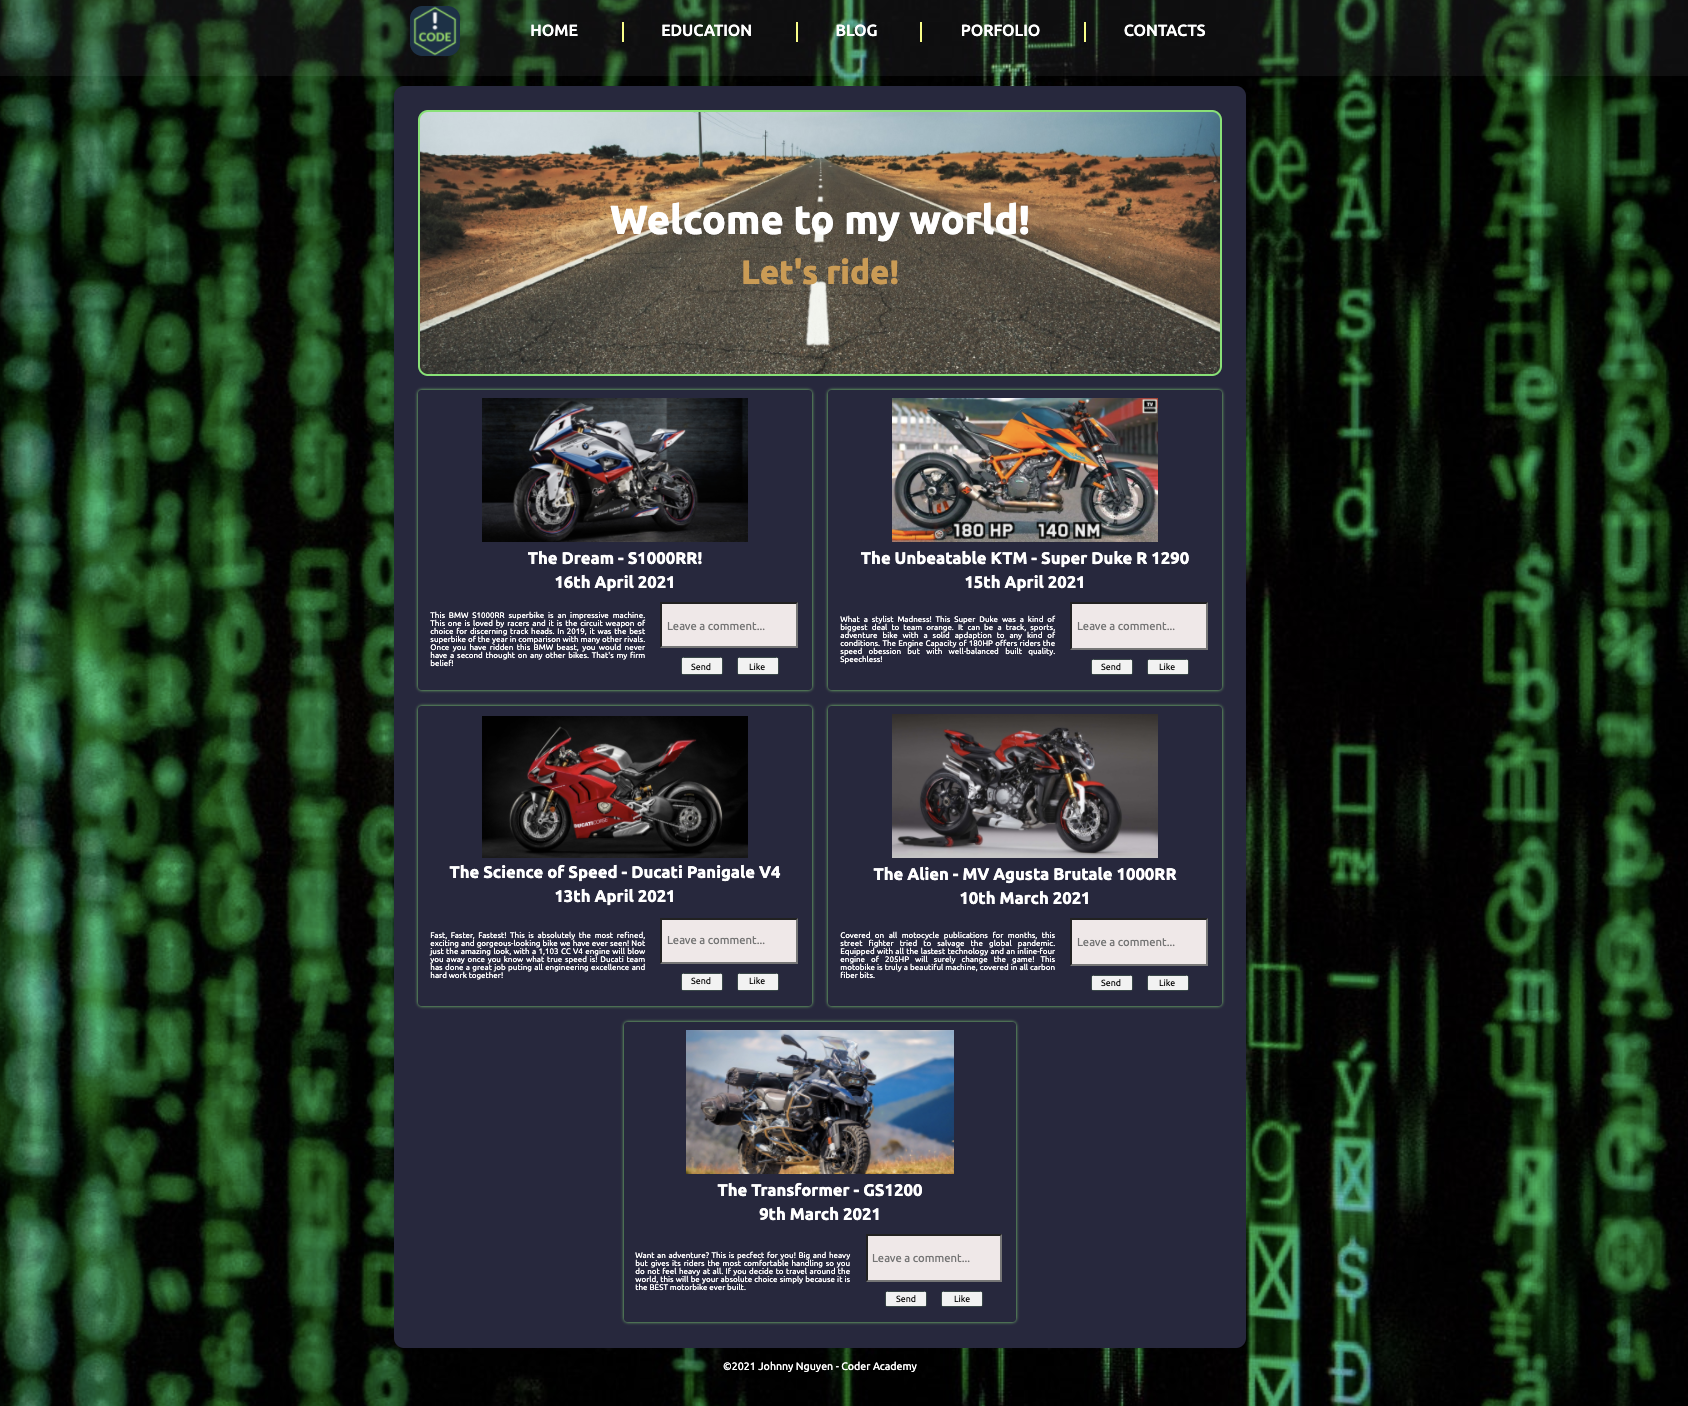 !
CODE
HOME
EDUCATION
BLOG
PORFOLIO
CONTACTS
Welcome to my world!
Let's ride!
180 HP 140 NM
The Dream - S1000RR!
16th April 2021
This BMW S1000RR superbike is an impressive machine.
This one is loved by racers and it is the circuit weapon of
choice for discerning track heads. In 2019, it was the best
superbike of the year in comparison with many other rivals.
Once you have ridden this BMW beast, you would never
have a second thought on any other bikes. That's my firm
belief!
Leave a comment...
Send
Like
The Unbeatable KTM - Super Duke R 1290
15th April 2021
What a stylist Madness! This Super Duke was a kind of
biggest deal to team orange. It can be a track, sports,
adventure bike with a solid apdaption to any kind of
conditions. The Engine Capacity of 180HP offers riders the
speed obession but with well-balanced built quality.
Speechless!
Leave a comment...
Send
Like
DUCATICORSE
The Science of Speed - Ducati Panigale V4
13th April 2021
Fast, Faster, Fastest! This is absolutely the most refined,
exciting and gorgeous-looking bike we have ever seen! Not
just the amazing look, with a 1,103 CC V4 engine will blow
you away once you know what true speed is! Ducati team
has done a great job puting all engineering excellence and
hard work together!
Leave a comment...
Send
Like
The Alien - MV Agusta Brutale 1000RR
10th March 2021
Covered on all motocycle publications for months, this
street fighter tried to salvage the global pandemic.
Equipped with all the lastest technology and an inline-four
engine of 205HP will surely change the game! This
motobike is truly a beautiful machine, covered in all carbon
fiber bits.
Leave a comment...
Send
Like
The Transformer - GS1200
9th March 2021
Want an adventure? This is pecfect for you! Big and heavy
but gives its riders the most comfortable handling so you
do not feel heavy at all. If you decide to travel around the
world, this will be your absolute choice simply because it is
the BEST motorbike ever built.
Leave a comment...
Send
Like
©2021 Johnny Nguyen - Coder Academy